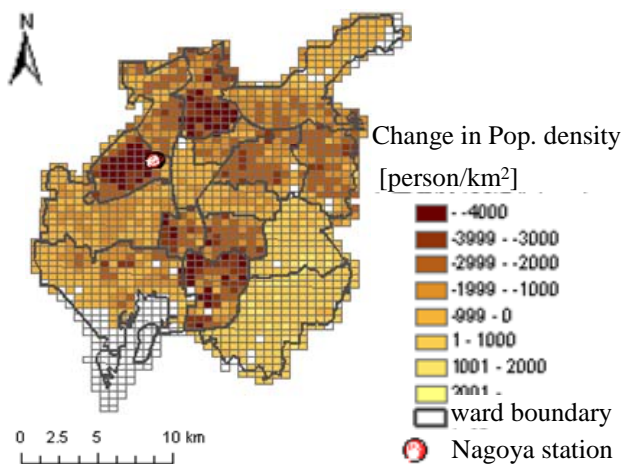 N
Change in Pop. density
[person/km²]
- -4000
-3999 - -3000
-2999 - -2000
-1999 - -1000
-999 - 0
1 - 1000
1001 - 2000
2001 -
ward boundary
Nagoya station
0 2.5 5 10 km